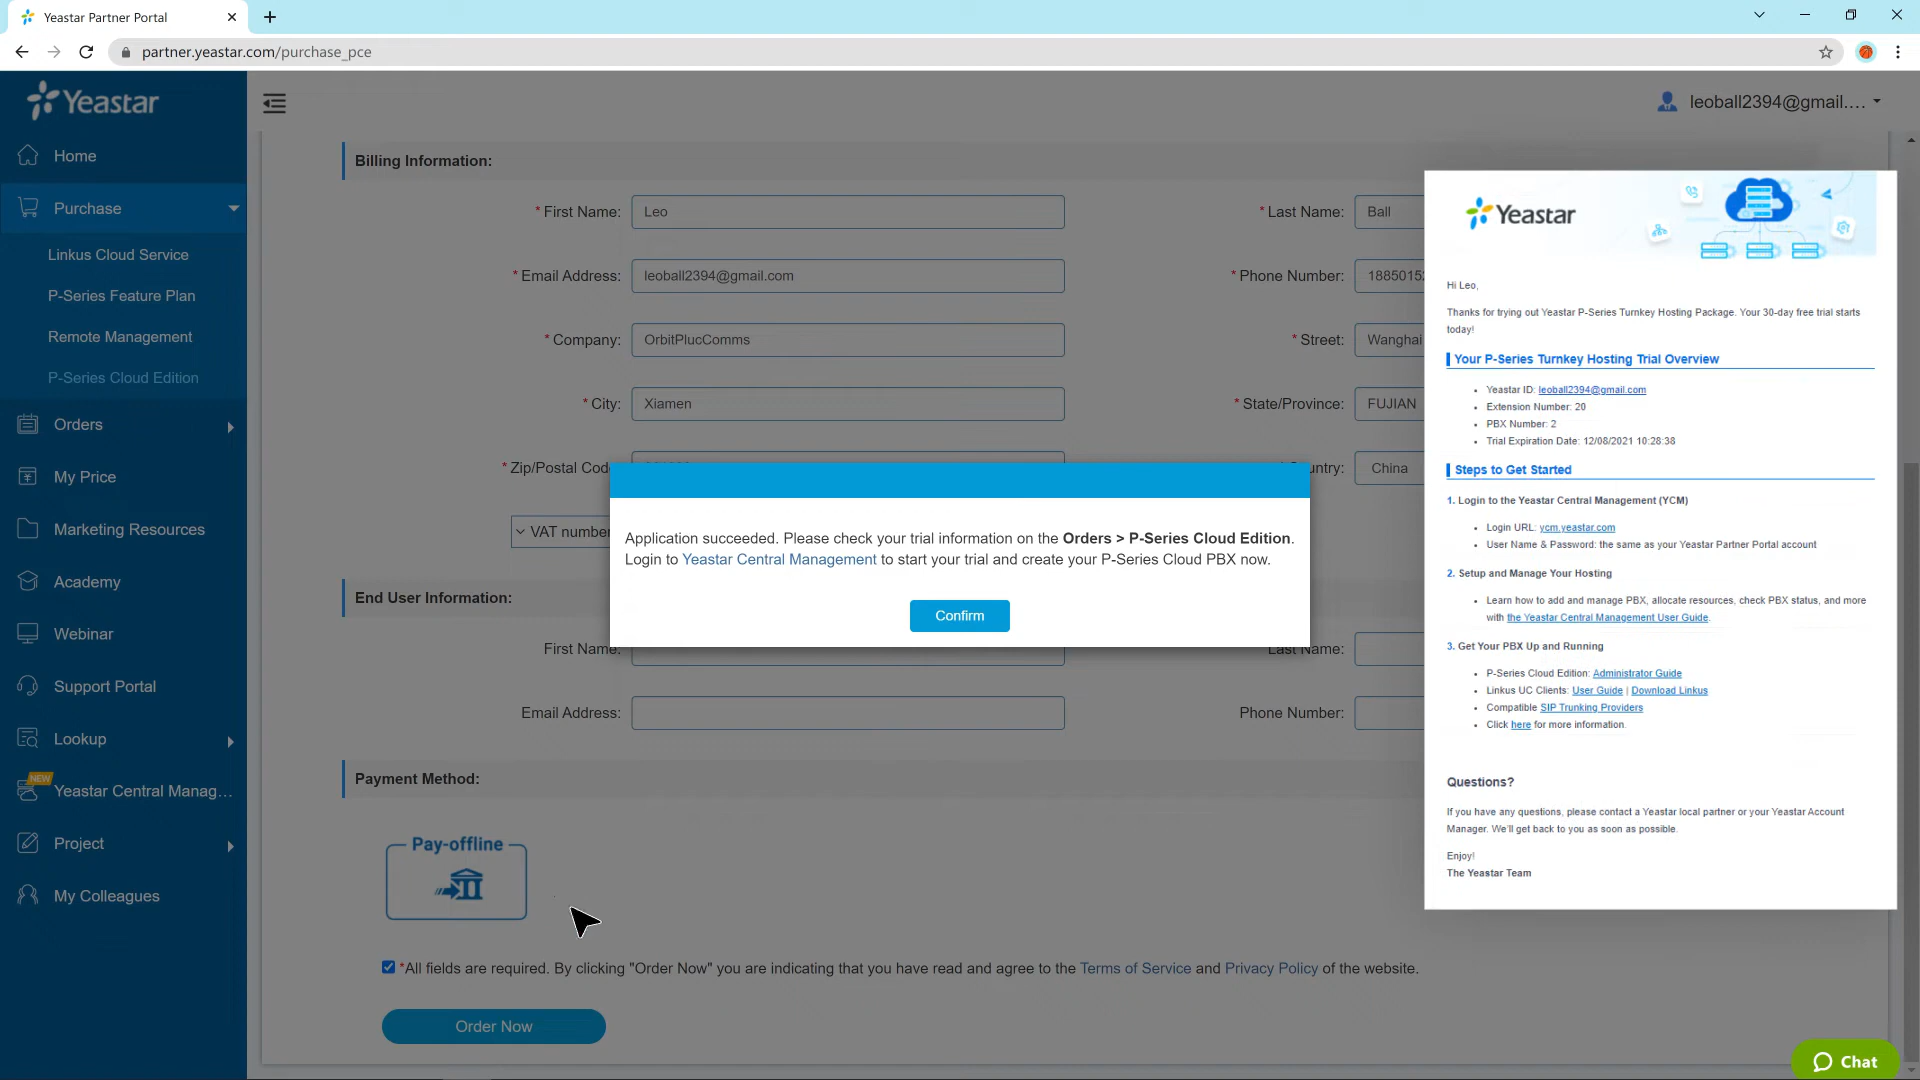 Yeastar Partner Portal
partner.yeastar.com/purchase_pce
Yeastar
leoball2394@gmail....
Home
Purchase
Linkus Cloud Service
P-Series Feature Plan
Remote Management
P-Series Cloud Edition
Orders
My Price
Marketing Resources
Academy
Webinar
Support Portal
Lookup
NEW
Yeastar Central Manag...
Project
My Colleagues
Billing Information:
* First Name: Leo
* Last Name: Ball
* Email Address: leoball2394@gmail.com
* Phone Number: 1885015
* Company: OrbitPlucComms
* Street: Wanghai
* City: Xiamen
* State/Province: FUJIAN
* Zip/Postal Cod
untry: China
VAT number
Application succeeded. Please check your trial information on the Orders > P-Series Cloud Edition.
Login to Yeastar Central Management to start your trial and create your P-Series Cloud PBX now.
Confirm
End User Information:
First Name:
Last Name:
Email Address:
Phone Number:
Payment Method:
Pay-offline
*All fields are required. By clicking "Order Now" you are indicating that you have read and agree to the Terms of Service and Privacy Policy of the website.
Order Now
Yeastar
Hi Leo,
Thanks for trying out Yeastar P-Series Turnkey Hosting Package. Your 30-day free trial starts
today!
Your P-Series Turnkey Hosting Trial Overview
• Yeastar ID: leoball2394@gmail.com
• Extension Number: 20
• PBX Number: 2
• Trial Expiration Date: 12/08/2021 10:28:38
Steps to Get Started
1. Login to the Yeastar Central Management (YCM)
• Login URL: ycm.yeastar.com
• User Name & Password: the same as your Yeastar Partner Portal account
2. Setup and Manage Your Hosting
• Learn how to add and manage PBX, allocate resources, check PBX status, and more
with the Yeastar Central Management User Guide.
3. Get Your PBX Up and Running
• P-Series Cloud Edition: Administrator Guide
• Linkus UC Clients: User Guide | Download Linkus
• Compatible SIP Trunking Providers
• Click here for more information.
Questions?
If you have any questions, please contact a Yeastar local partner or your Yeastar Account
Manager. We'll get back to you as soon as possible.
Enjoy!
The Yeastar Team
Chat